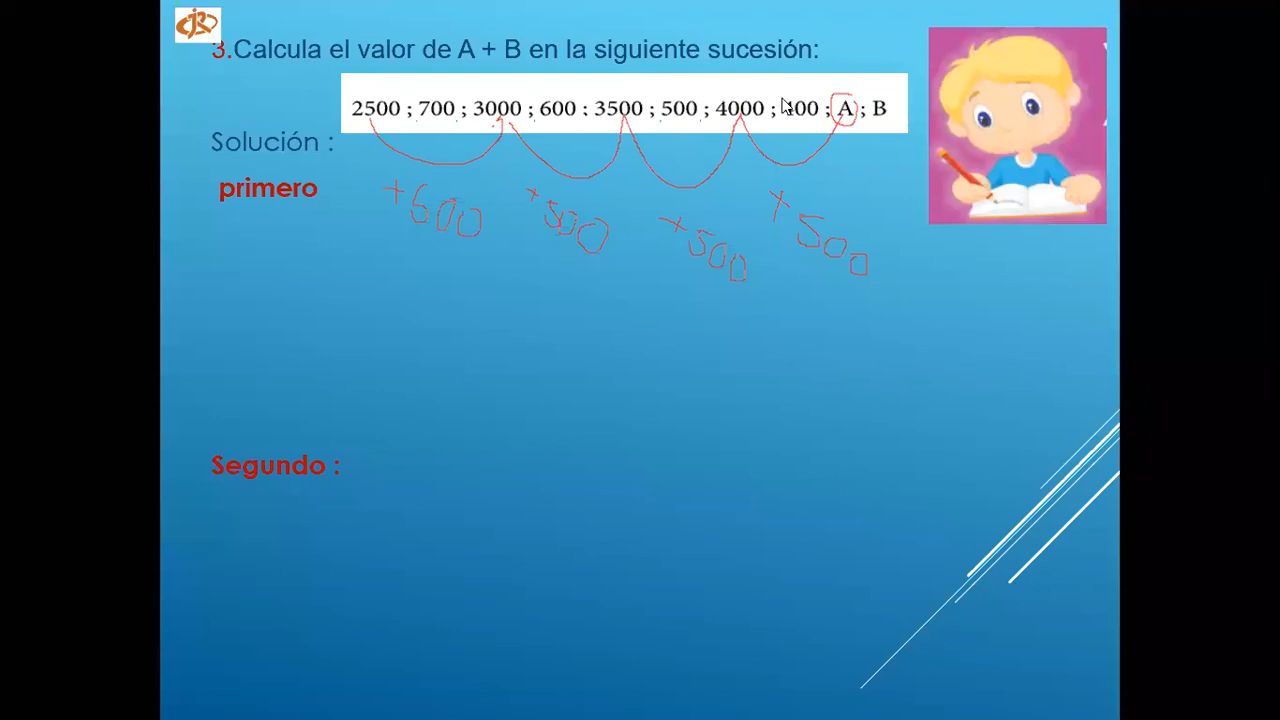 3.Calcula el valor de A + B en la siguiente sucesión:
2500 ; 700 ; 3000 ; 600 ; 3500 ; 500 ; 4000 ; 400 ; A ; B
Solución :
primero
+500 +500 +500 +500
Segundo :